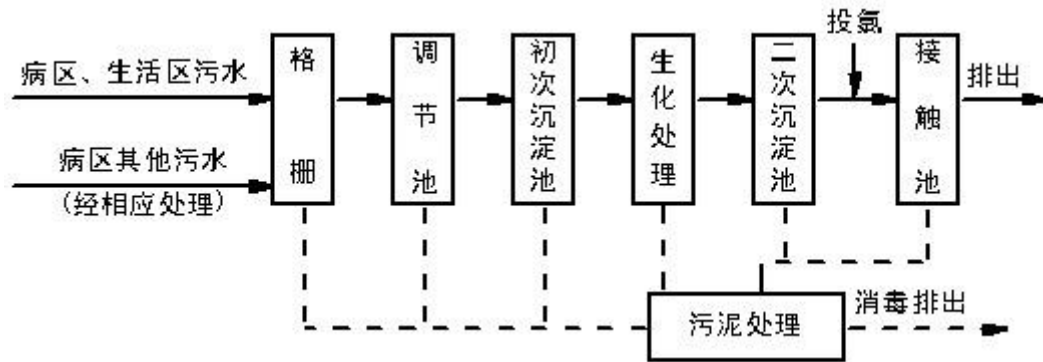 病区、生活区污水
病区其他污水
(经相应处理)
格栅
调节池
初次沉淀池
生化处理
二次沉淀池
投氯
接触池
排出
污泥处理
消毒排出